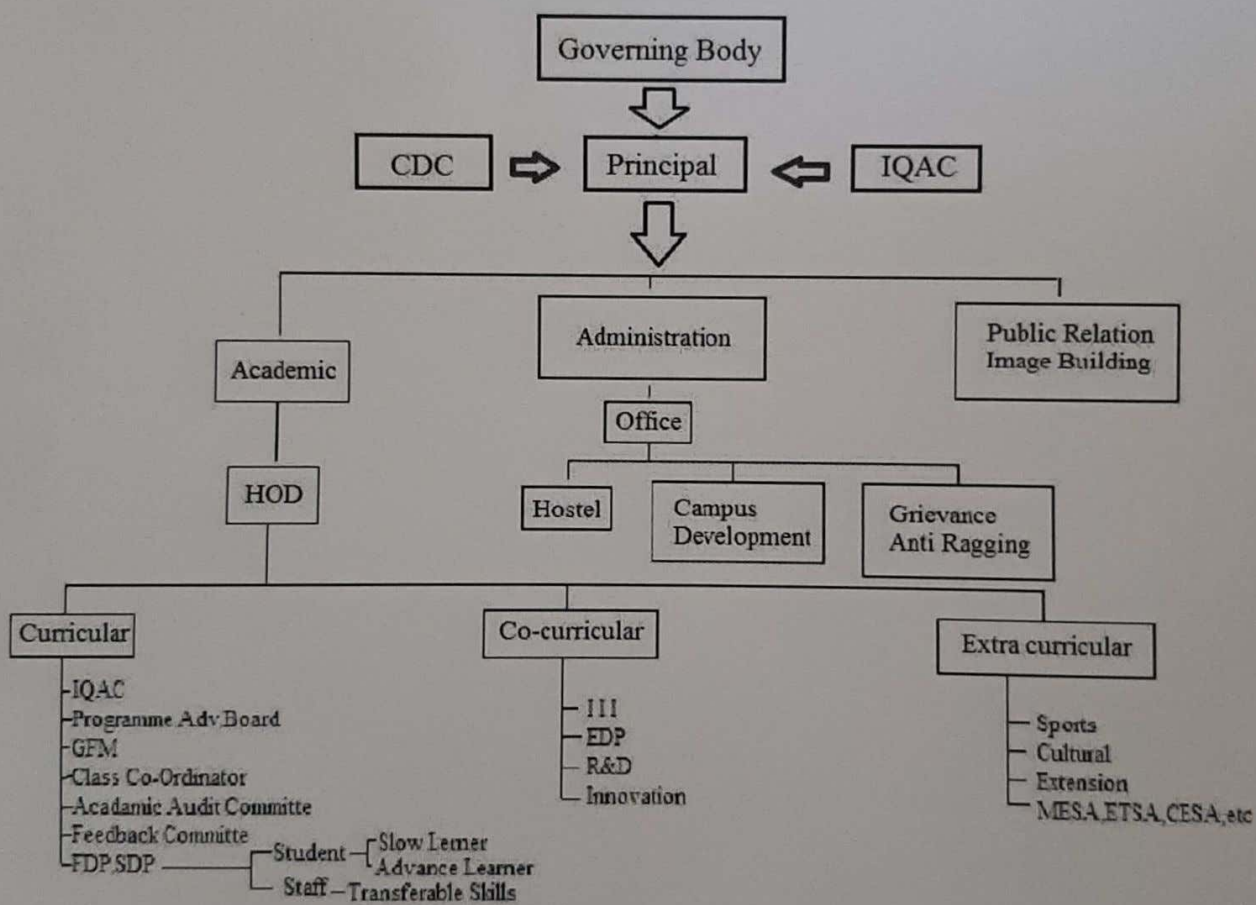 Governing Body
CDC
Principal
IQAC
Academic
Administration
Public Relation
Image Building
Office
HOD
Hostel
Campus
Development
Grievance
Anti Ragging
Curricular
Co-curricular
Extra curricular
IQAC
Programme Adv.Board
GFM
Class Co-Ordinator
Acadamic Audit Committe
Feedback Committe
FDP,SDP
Student
Slow Lerner
Advance Learner
Staff
Transferable Skills
III
EDP
R&D
Innovation
Sports
Cultural
Extension
MESA,ETSA,CESA,etc